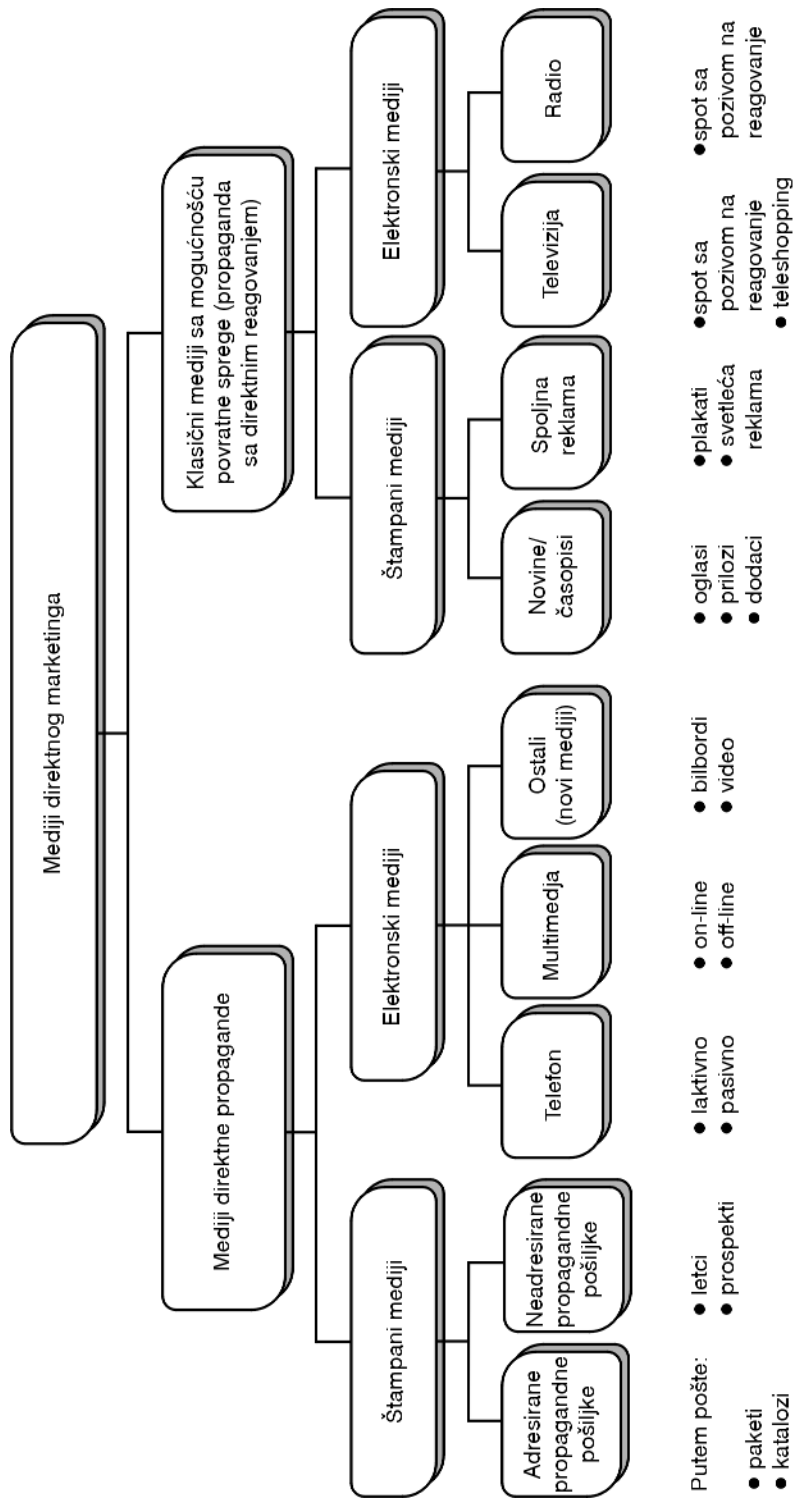 Mediji direktnog marketinga
Mediji direktne propagande
Klasični mediji sa mogućnošću
povratne sprege (propaganda
sa direktnim reagovanjem)
Štampani mediji
Elektronski mediji
Štampani mediji
Elektronski mediji
Adresirane
propagandne
pošiljke
Neadresirane
propagandne
pošiljke
Telefon
Multimedja
Ostali
(novi mediji)
Novine/
časopisi
Spoljna
reklama
Televizija
Radio
Putem pošte:
● paketi
● katalozi
● letci
● prospekti
● laktivno
● pasivno
● on-line
● off-line
● bilbordi
● video
● oglasi
● prilozi
● dodaci
●plakati
● svetleća
reklama
●spot sa
pozivom na
reagovanje
● teleshopping
●spot sa
pozivom na
reagovanje